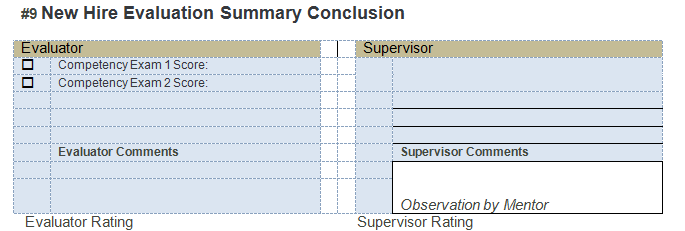 #9 New Hire Evaluation Summary Conclusion
Evaluator
Supervisor
Competency Exam 1 Score:
Competency Exam 2 Score:
Evaluator Comments
Supervisor Comments
Observation by Mentor
Evaluator Rating
Supervisor Rating